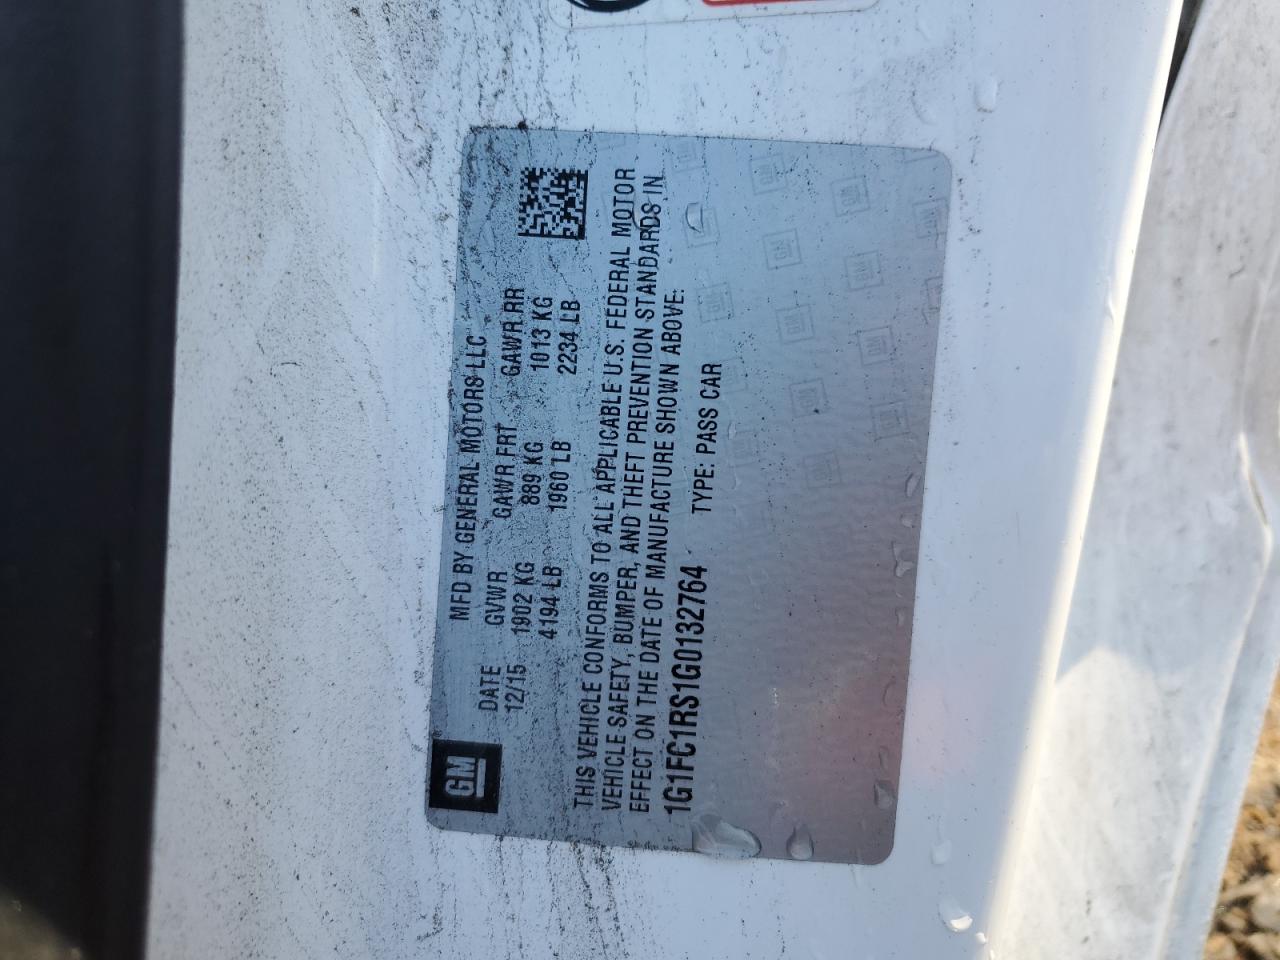 GM
MFD BY GENERAL MOTORS LLC
DATE GVWR GAWR FRT GAWR RR
12/15 1902 KG 889 KG 1013 KG
4194 LB 1960 LB 2234 LB
THIS VEHICLE CONFORMS TO ALL APPLICABLE U.S. FEDERAL MOTOR
VEHICLE SAFETY, BUMPER, AND THEFT PREVENTION STANDARDS IN
EFFECT ON THE DATE OF MANUFACTURE SHOWN ABOVE:
1G1FC1RS1G0132764 TYPE: PASS CAR